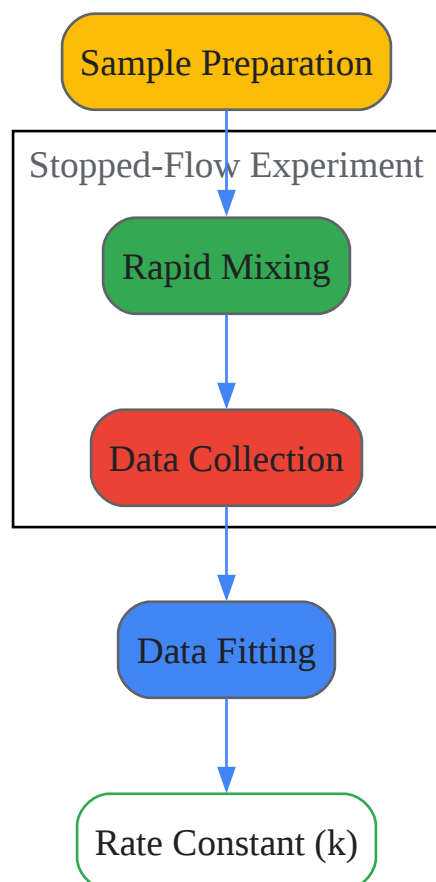 Sample Preparation
Stopped-Flow Experiment
Rapid Mixing
Data Collection
Data Fitting
Rate Constant (k)